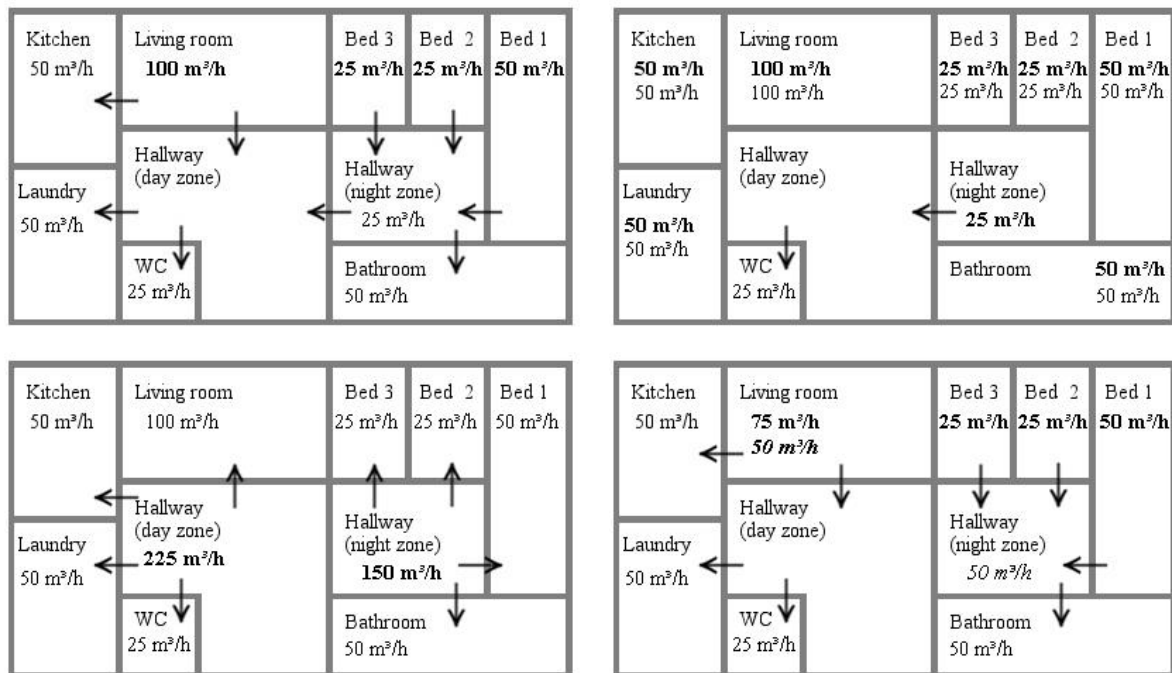 Kitchen
50 m³/h
Living room
100 m³/h
Bed 3
25 m³/h
Bed 2
25 m³/h
Bed 1
50 m³/h
Hallway
(day zone)
Hallway
(night zone)
25 m³/h
Laundry
50 m³/h
WC
25 m³/h
Bathroom
50 m³/h
Kitchen
50 m³/h
50 m³/h
Living room
100 m³/h
100 m³/h
Bed 3
25 m³/h
25 m³/h
Bed 2
25 m³/h
25 m³/h
Bed 1
50 m³/h
50 m³/h
Hallway
(day zone)
Hallway
(night zone)
25 m³/h
Laundry
50 m³/h
50 m³/h
WC
25 m³/h
Bathroom
50 m³/h
50 m³/h
Kitchen
50 m³/h
Living room
100 m³/h
Bed 3
25 m³/h
Bed 2
25 m³/h
Bed 1
50 m³/h
Hallway
(day zone)
225 m³/h
Hallway
(night zone)
150 m³/h
Laundry
50 m³/h
WC
25 m³/h
Bathroom
50 m³/h
Kitchen
50 m³/h
Living room
75 m³/h
50 m³/h
Bed 3
25 m³/h
Bed 2
25 m³/h
Bed 1
50 m³/h
Hallway
(day zone)
Hallway
(night zone)
50 m³/h
Laundry
50 m³/h
WC
25 m³/h
Bathroom
50 m³/h